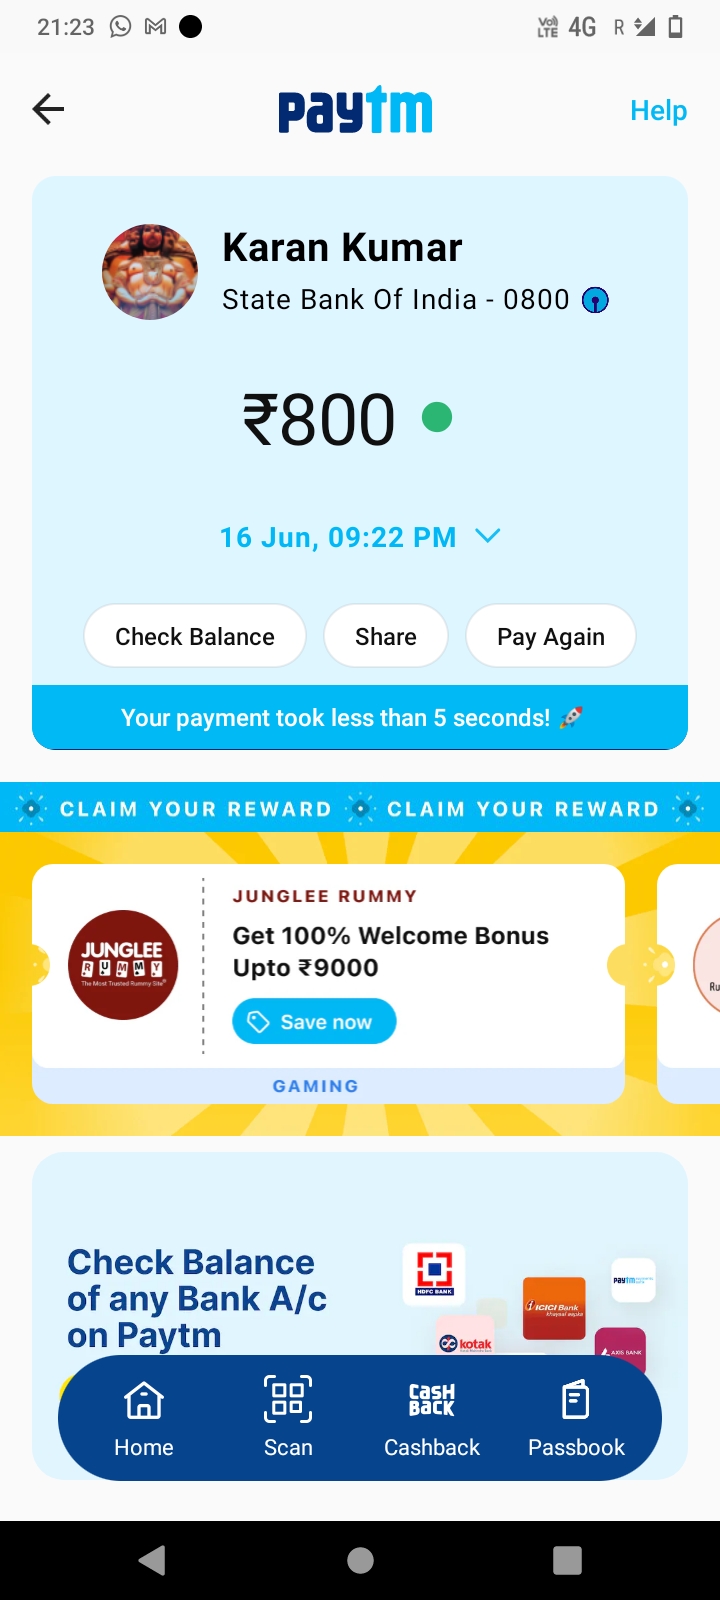 21:23 Vo) LTE 4G R
paytm
Help
Karan Kumar
State Bank Of India - 0800
₹800
16 Jun, 09:22 PM
Check Balance
Share
Pay Again
Your payment took less than 5 seconds! 🚀
CLAIM YOUR REWARD CLAIM YOUR REWARD
JUNGLEE RUMMY
Get 100% Welcome Bonus
Upto ₹9000
JUNGLEE
RUMMY
The Most Trusted Rummy Site
Save now
Ru
GAMING
Check Balance
of any Bank A/c
on Paytm
HDFC BANK
ICICI Bank
paytm
kotak
AXIS BANK
CASH
BACK
Home
Scan
Cashback
Passbook